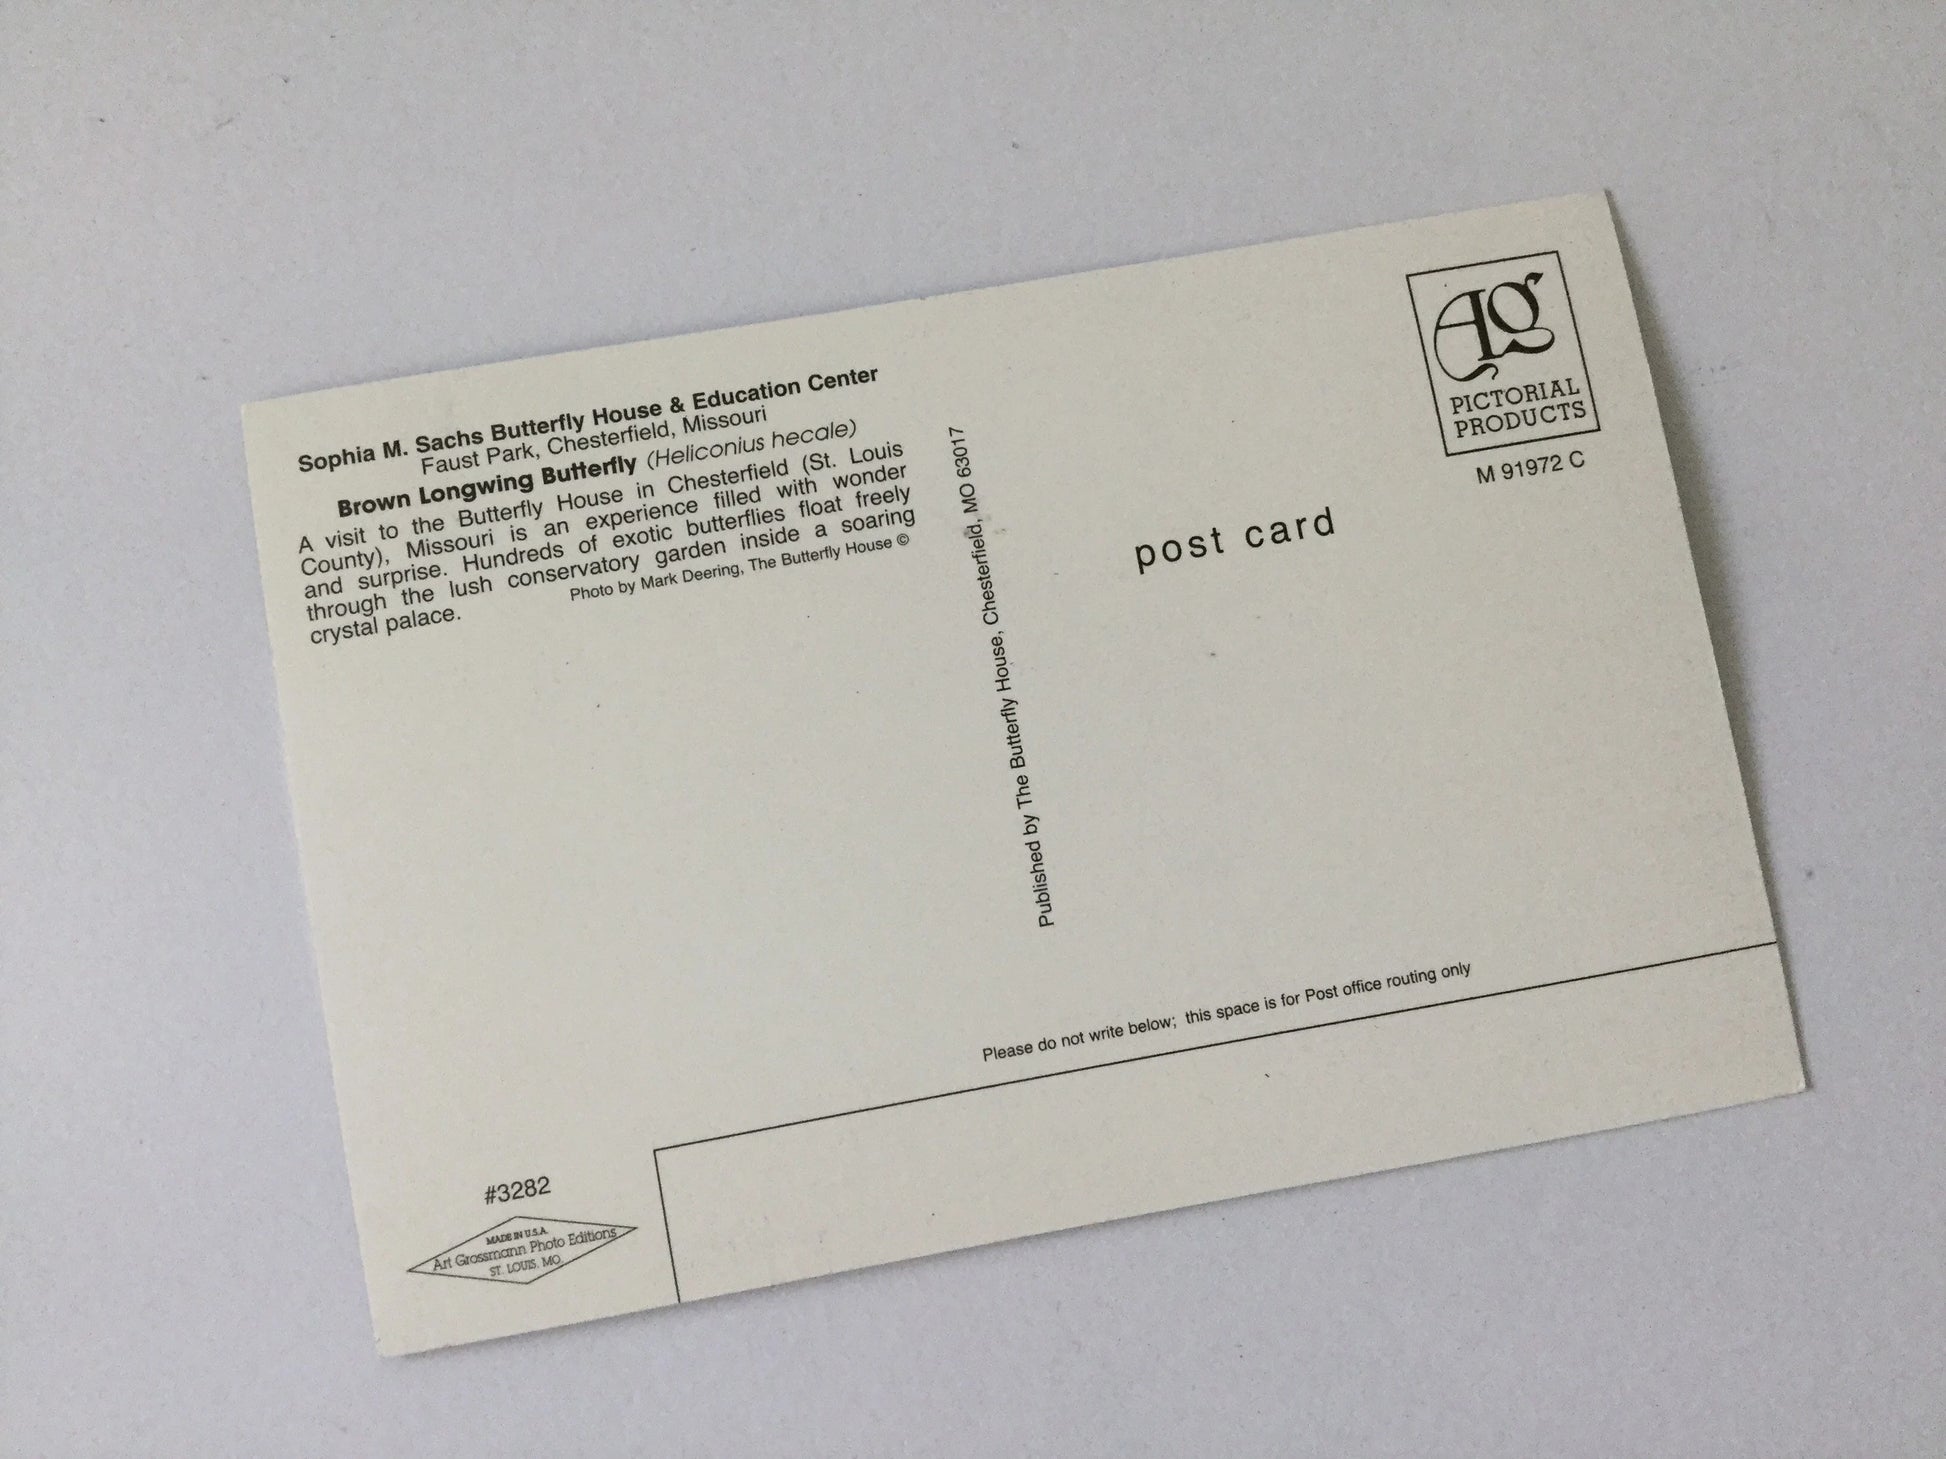 Sophia M. Sachs Butterfly House & Education Center
Faust Park, Chesterfield, Missouri
Brown Longwing Butterfly (Heliconius hecale)
A visit to the Butterfly House in Chesterfield (St. Louis
County), Missouri is an experience filled with wonder
and surprise. Hundreds of exotic butterflies float freely
through the lush conservatory garden inside a soaring
crystal palace.
Photo by Mark Deering, The Butterfly House ©
Published by The Butterfly House, Chesterfield, MO 63017
Ag
PICTORIAL
PRODUCTS
M 91972 C
post card
Please do not write below; this space is for Post office routing only
#3282
MADE IN U.S.A.
Art Grossmann Photo Editions
ST. LOUIS, MO.